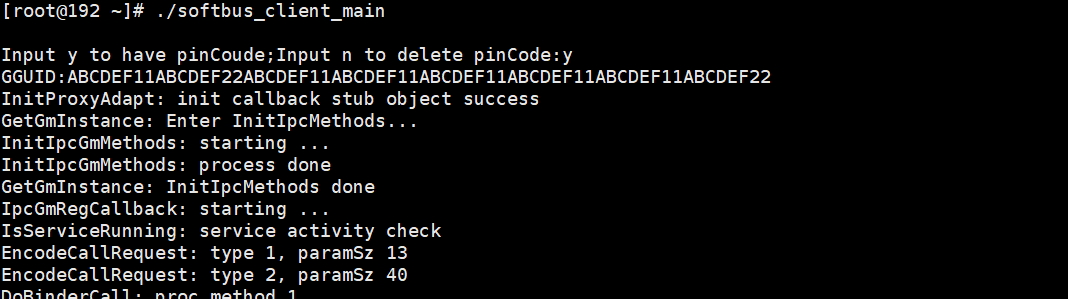 [root@192 ~]# ./softbus_client_main
Input y to have pinCoude;Input n to delete pinCode:y
GGUID:ABCDEF11ABCDEF22ABCDEF11ABCDEF11ABCDEF11ABCDEF11ABCDEF11ABCDEF22
InitProxyAdapt: init callback stub object success
GetGmInstance: Enter InitIpcMethods...
InitIpcGmMethods: starting ...
InitIpcGmMethods: process done
GetGmInstance: InitIpcMethods done
IpcGmRegCallback: starting ...
IsServiceRunning: service activity check
EncodeCallRequest: type 1, paramSz 13
EncodeCallRequest: type 2, paramSz 40
DoBinderCall: proc method 1